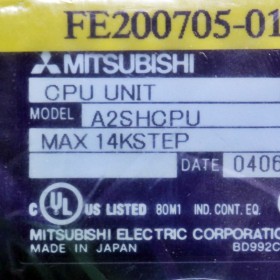 FE200705-01
MITSUBISHI
CPU UNIT
MODEL A2SHCPU
MAX 14KSTEP
DATE 0406
C UL US LISTED 80M1 IND. CONT. EQ.
MITSUBISHI ELECTRIC CORPORATION
MADE IN JAPAN BD992C